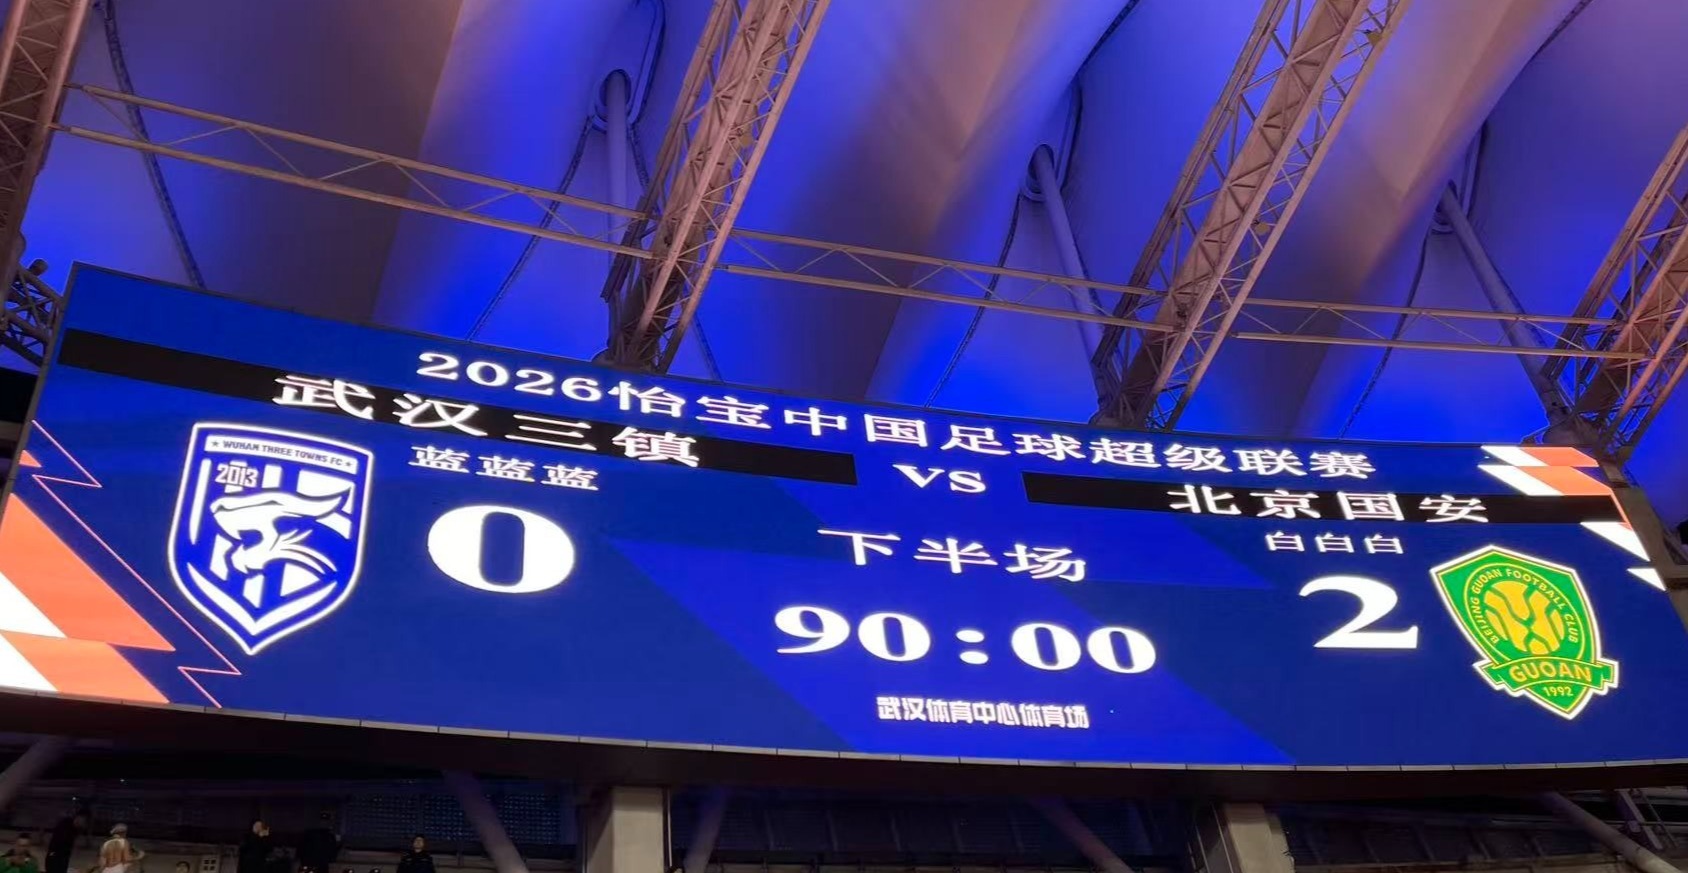 2026怡宝中国足球超级联赛
武汉三镇
VS
北京国安
蓝蓝蓝
白白白
0
下半场
2
90:00
武汉体育中心体育场
★ WUHAN THREE TOWNS FC ★
2013
BEIJING GUOAN FOOTBALL CLUB
GUOAN
1992